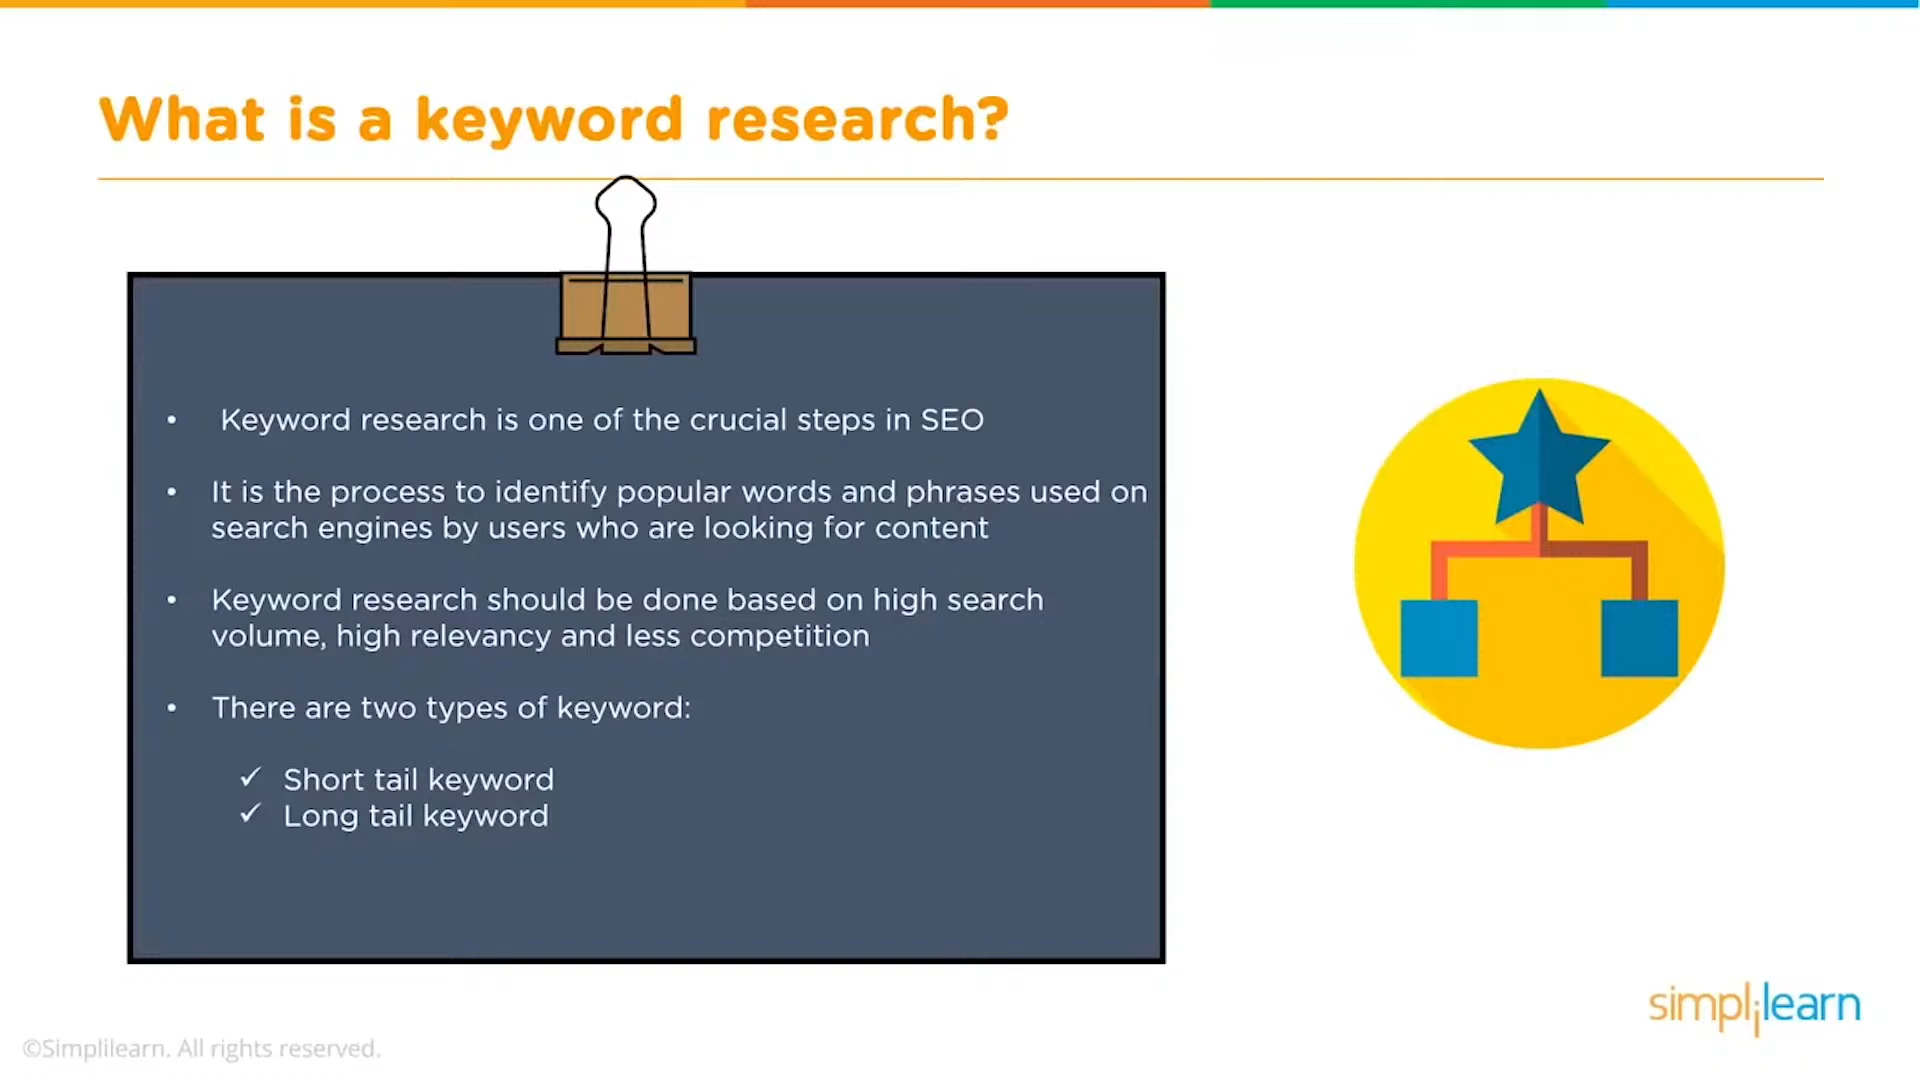 What is a keyword research?
• Keyword research is one of the crucial steps in SEO
• It is the process to identify popular words and phrases used on
search engines by users who are looking for content
• Keyword research should be done based on high search
volume, high relevancy and less competition
• There are two types of keyword:
✓ Short tail keyword
✓ Long tail keyword
simplilearn
©Simplilearn. All rights reserved.